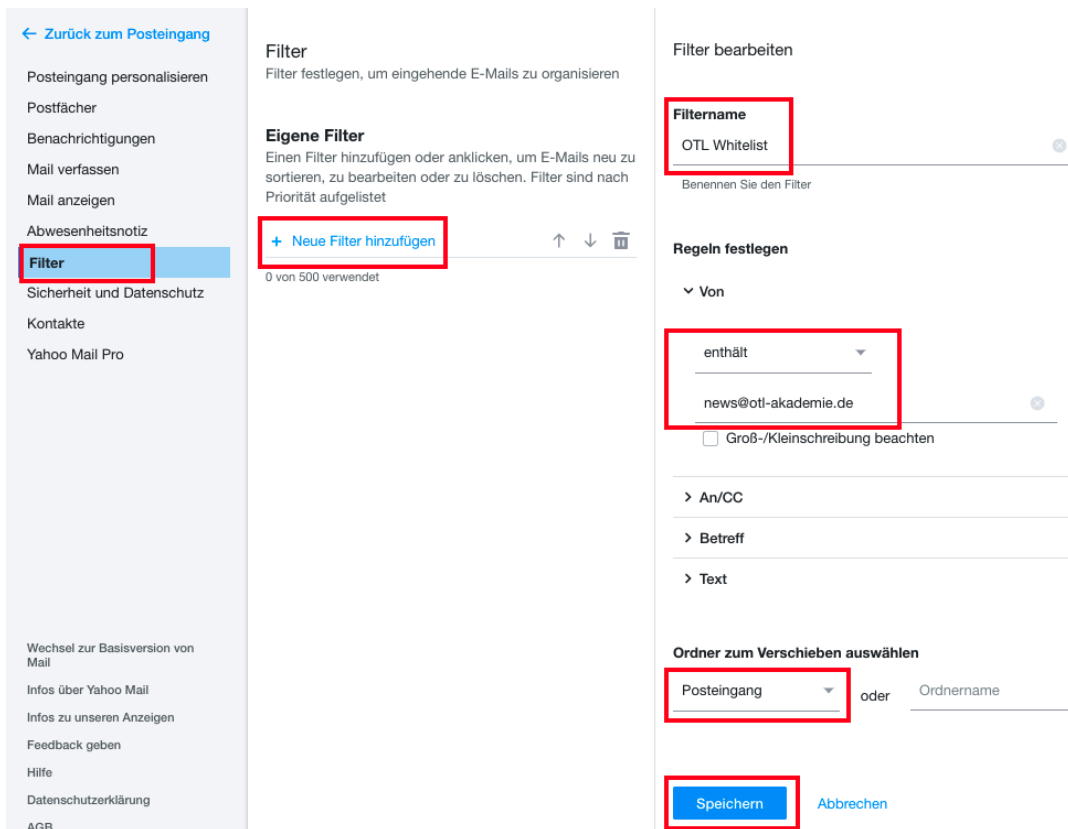 ← Zurück zum Posteingang
Posteingang personalisieren
Postfächer
Benachrichtigungen
Mail verfassen
Mail anzeigen
Abwesenheitsnotiz
Filter
Sicherheit und Datenschutz
Kontakte
Yahoo Mail Pro
Wechsel zur Basisversion von
Mail
Infos über Yahoo Mail
Infos zu unseren Anzeigen
Feedback geben
Hilfe
Datenschutzerklärung
AGB
Filter
Filter festlegen, um eingehende E-Mails zu organisieren
Eigene Filter
Einen Filter hinzufügen oder anklicken, um E-Mails neu zu
sortieren, zu bearbeiten oder zu löschen. Filter sind nach
Priorität aufgelistet
+ Neue Filter hinzufügen
0 von 500 verwendet
Filter bearbeiten
Filtername
OTL Whitelist
Benennen Sie den Filter
Regeln festlegen
Von
enthält
news@otl-akademie.de
Groß-/Kleinschreibung beachten
An/CC
Betreff
Text
Ordner zum Verschieben auswählen
Posteingang oder Ordnername
Speichern Abbrechen